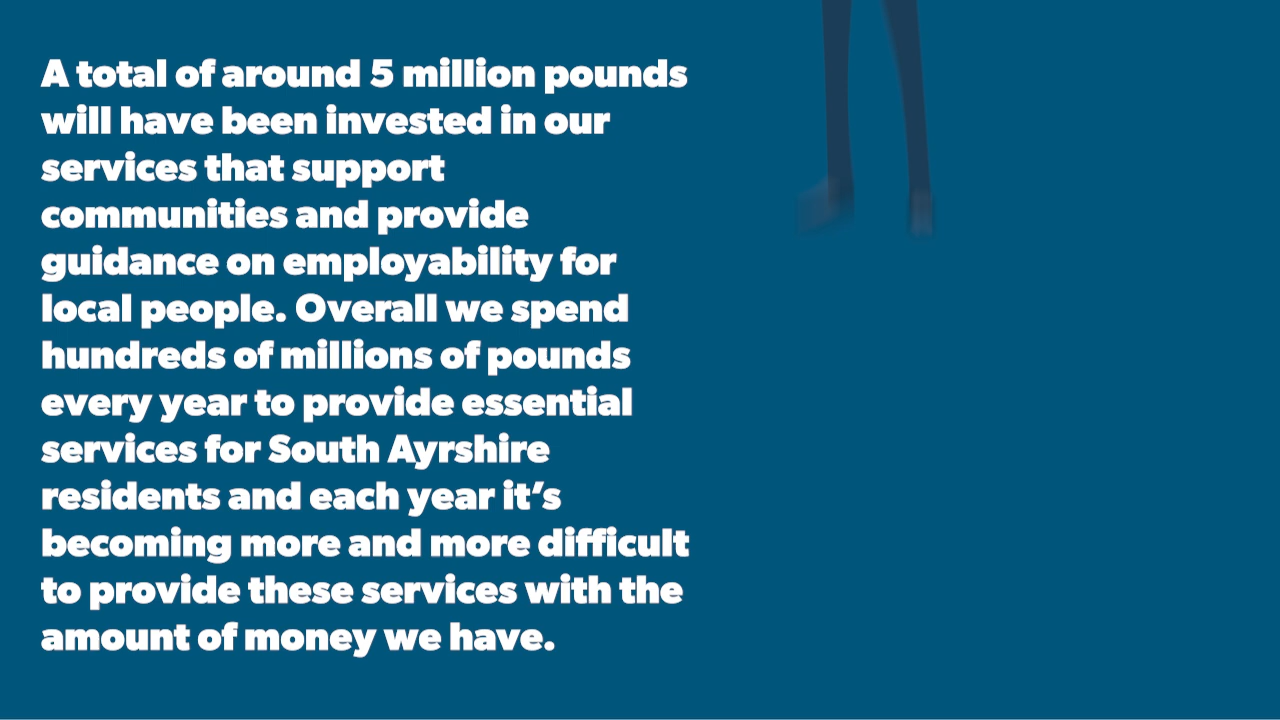 A total of around 5 million pounds
will have been invested in our
services that support
communities and provide
guidance on employability for
local people. Overall we spend
hundreds of millions of pounds
every year to provide essential
services for South Ayrshire
residents and each year it’s
becoming more and more difficult
to provide these services with the
amount of money we have.